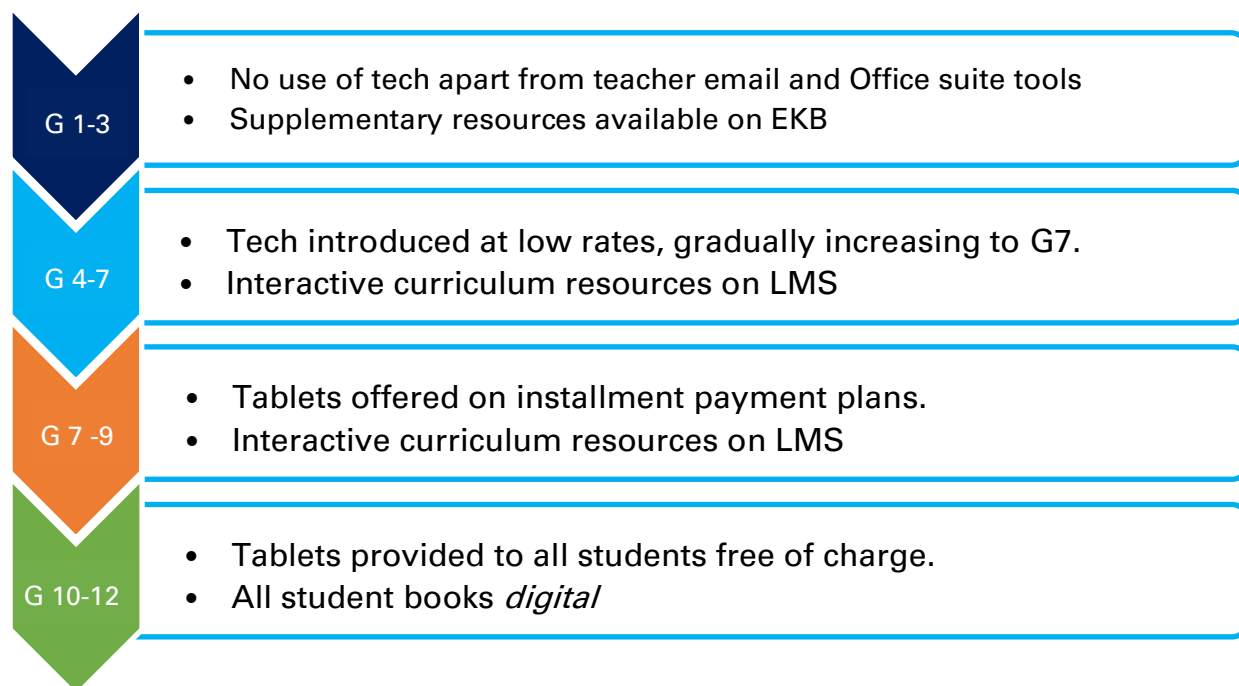 G 1-3
• No use of tech apart from teacher email and Office suite tools
• Supplementary resources available on EKB
G 4-7
• Tech introduced at low rates, gradually increasing to G7.
• Interactive curriculum resources on LMS
G 7 -9
• Tablets offered on installment payment plans.
• Interactive curriculum resources on LMS
G 10-12
• Tablets provided to all students free of charge.
• All student books digital